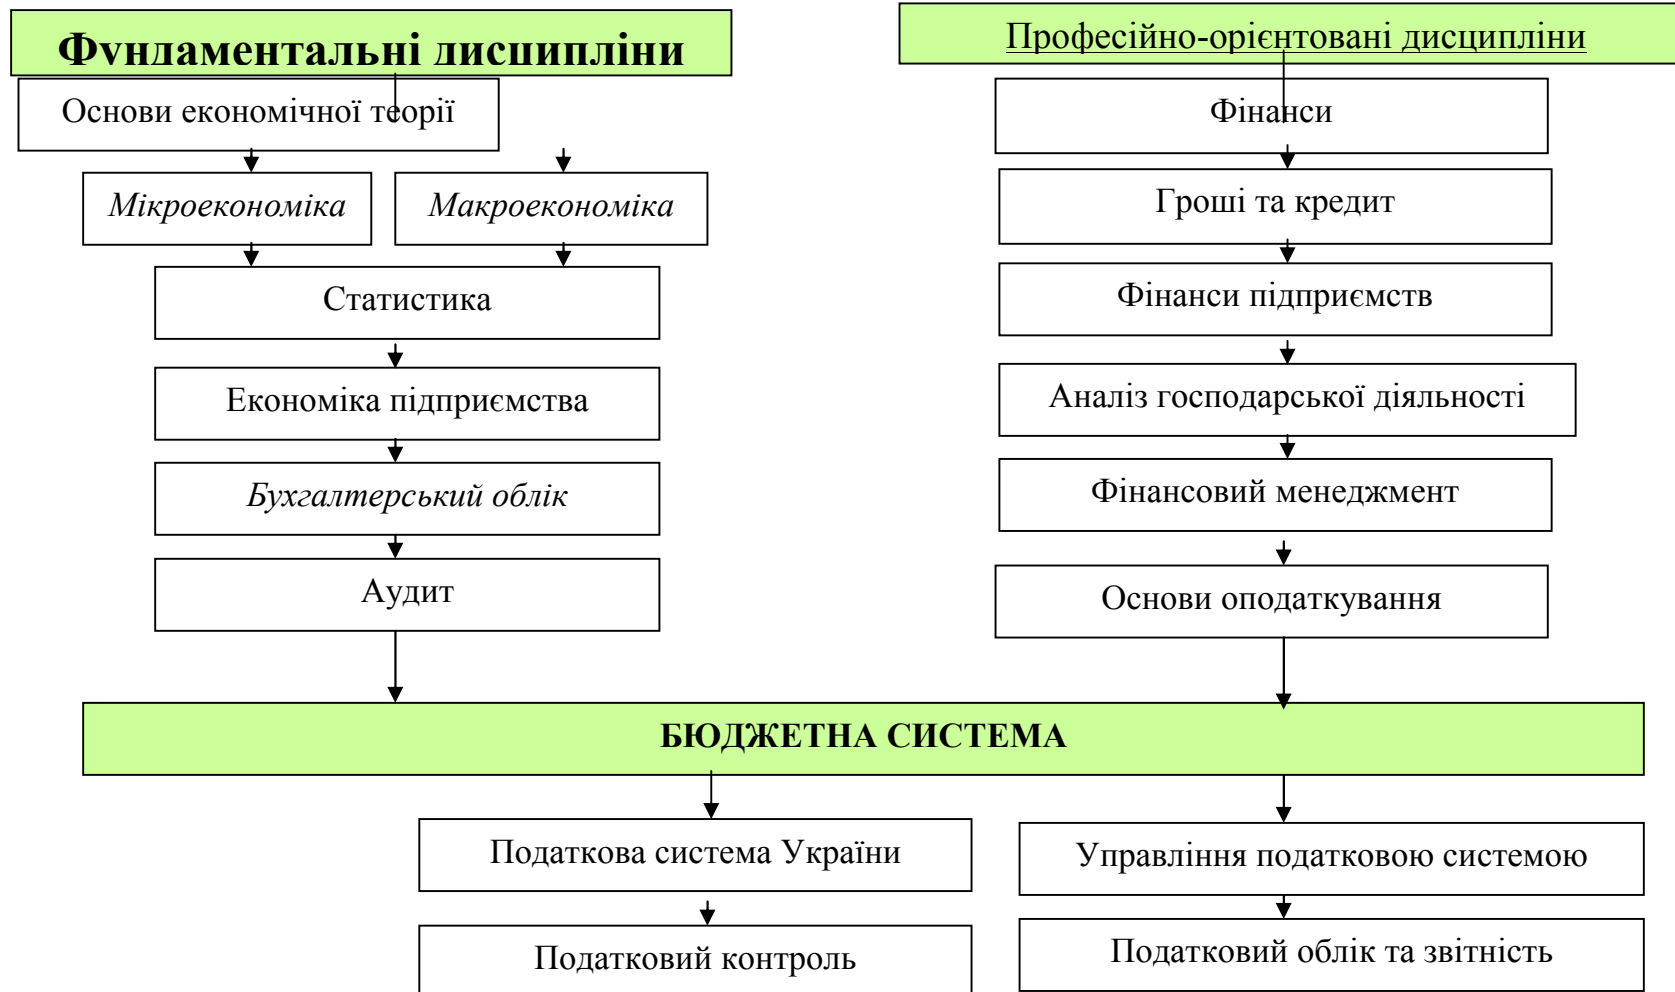 Фундаментальні дисципліни
Основи економічної теорії
Мікроекономіка
Макроекономіка
Статистика
Економіка підприємства
Бухгалтерський облік
Аудит
Професійно-орієнтовані дисципліни
Фінанси
Гроші та кредит
Фінанси підприємств
Аналіз господарської діяльності
Фінансовий менеджмент
Основи оподаткування
БЮДЖЕТНА СИСТЕМА
Податкова система України
Податковий контроль
Управління податковою системою
Податковий облік та звітність